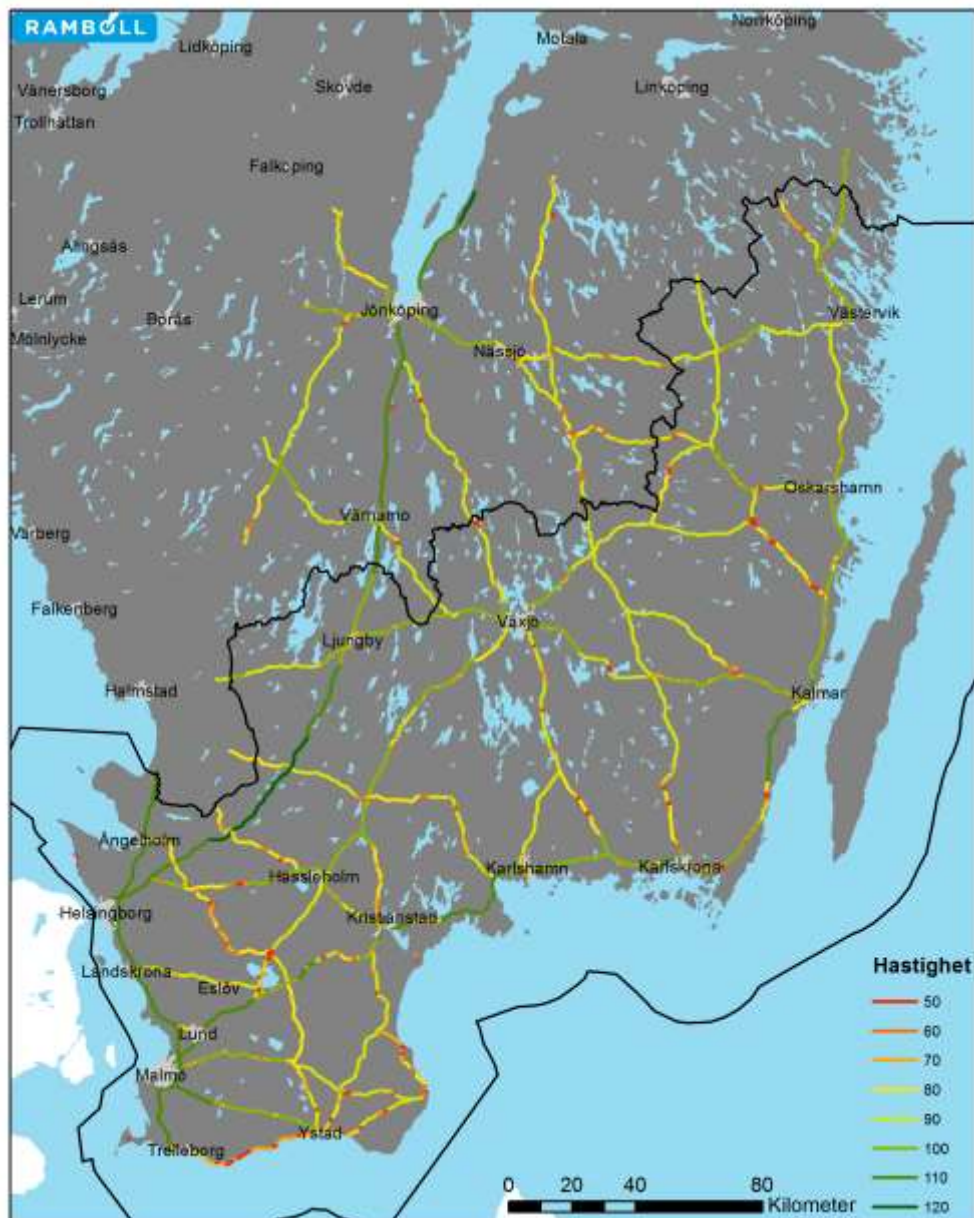 RAMBOLL
Norrköping
Lidköping
Motala
Vänersborg
Skövde
Linköping
Trollhättan
Falköping
Alingsås
Lerum
Jönköping
Borås
Västervik
Mölnlycke
Nässjö
Oskarshamn
Värnamo
Varberg
Falkenberg
Växjö
Ljungby
Halmstad
Kalmar
Ängelholm
Hässleholm
Karlshamn
Karlskrona
Helsingborg
Kristianstad
Landskrona
Eslöv
Lund
Malmö
Ystad
Trelleborg
Hastighet
50
60
70
80
90
100
110
120
0 20 40 80
Kilometer